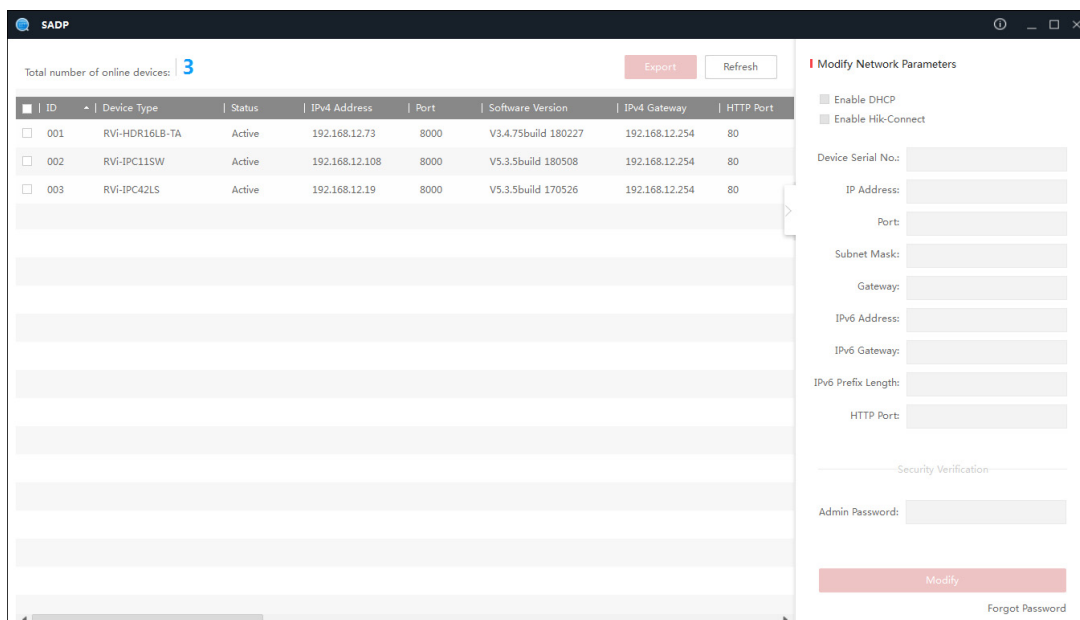 SADP
Total number of online devices: 3
Export
Refresh
ID Device Type Status IPv4 Address Port Software Version IPv4 Gateway HTTP Port
001 RVi-HDR16LB-TA Active 192.168.12.73 8000 V3.4.75build 180227 192.168.12.254 80
002 RVi-IPC11SW Active 192.168.12.108 8000 V5.3.5build 180508 192.168.12.254 80
003 RVi-IPC42LS Active 192.168.12.19 8000 V5.3.5build 170526 192.168.12.254 80
Modify Network Parameters
Enable DHCP
Enable Hik-Connect
Device Serial No.:
IP Address:
Port:
Subnet Mask:
Gateway:
IPv6 Address:
IPv6 Gateway:
IPv6 Prefix Length:
HTTP Port:
Security Verification
Admin Password:
Modify
Forgot Password